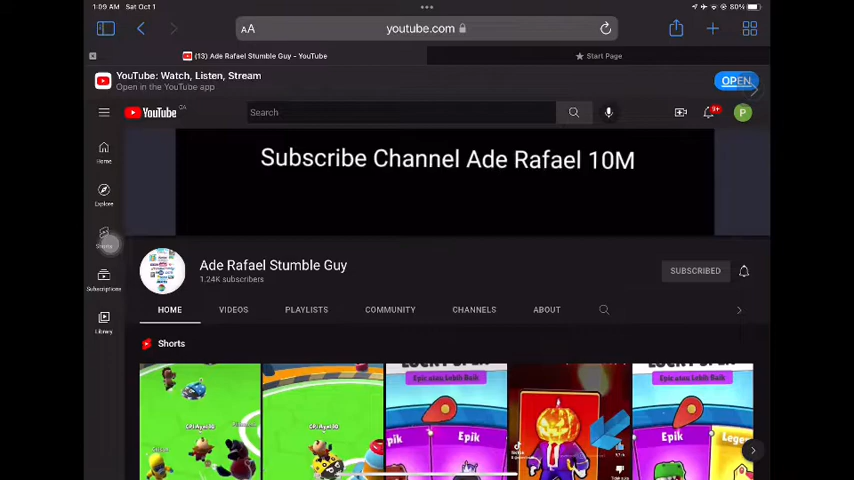 1:09 AM Sat Oct 1
80%
AA
youtube.com
(13) Ade Rafael Stumble Guy - YouTube
Start Page
YouTube: Watch, Listen, Stream
Open in the YouTube app
OPEN
YouTube CA
Search
9+
P
Subscribe Channel Ade Rafael 10M
Home
Explore
Shorts
Subscriptions
Library
Ade Rafael Stumble Guy
1.24K subscribers
SUBSCRIBED
HOME
VIDEOS
PLAYLISTS
COMMUNITY
CHANNELS
ABOUT
Shorts
Epic atau Lebih Baik
Epic atau Lebih Baik
Epik
Epik
Epik